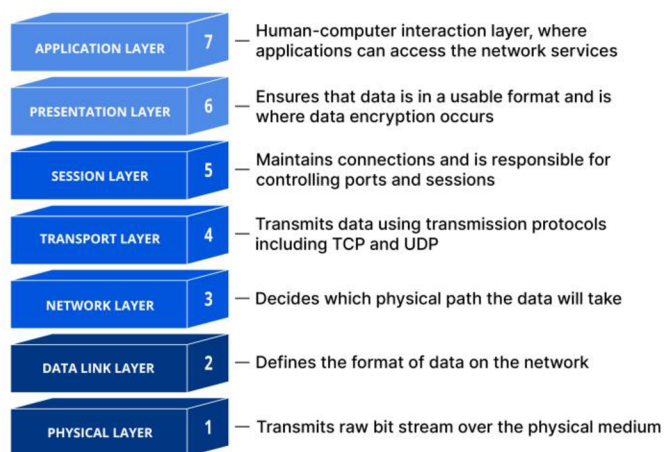 APPLICATION LAYER 7 — Human-computer interaction layer, where
applications can access the network services
PRESENTATION LAYER 6 — Ensures that data is in a usable format and is
where data encryption occurs
SESSION LAYER 5 — Maintains connections and is responsible for
controlling ports and sessions
TRANSPORT LAYER 4 — Transmits data using transmission protocols
including TCP and UDP
NETWORK LAYER 3 — Decides which physical path the data will take
DATA LINK LAYER 2 — Defines the format of data on the network
PHYSICAL LAYER 1 — Transmits raw bit stream over the physical medium